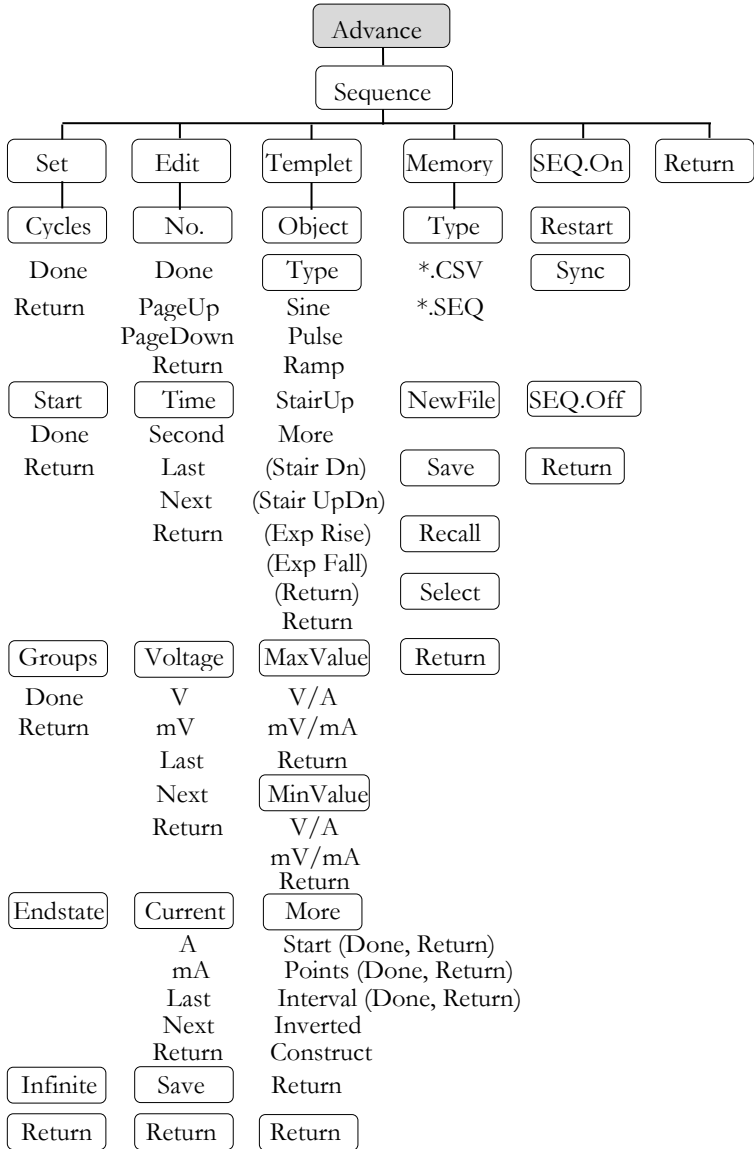 Advance
Sequence
Set Edit Templet Memory SEQ.On Return
Cycles No. Object Type Restart
Done Done Type *.CSV Sync
Return PageUp Sine *.SEQ
PageDown Pulse
Return Ramp
Start Time StairUp NewFile SEQ.Off
Done Second More
Return Last (Stair Dn) Save Return
Next (Stair UpDn)
Return (Exp Rise) Recall
(Exp Fall)
(Return) Select
Return
Groups Voltage MaxValue Return
Done V V/A
Return mV mV/mA
Last Return
Next MinValue
Return V/A
mV/mA
Return
Endstate Current More
A Start (Done, Return)
mA Points (Done, Return)
Last Interval (Done, Return)
Next Inverted
Return Construct
Infinite Save Return
Return Return Return